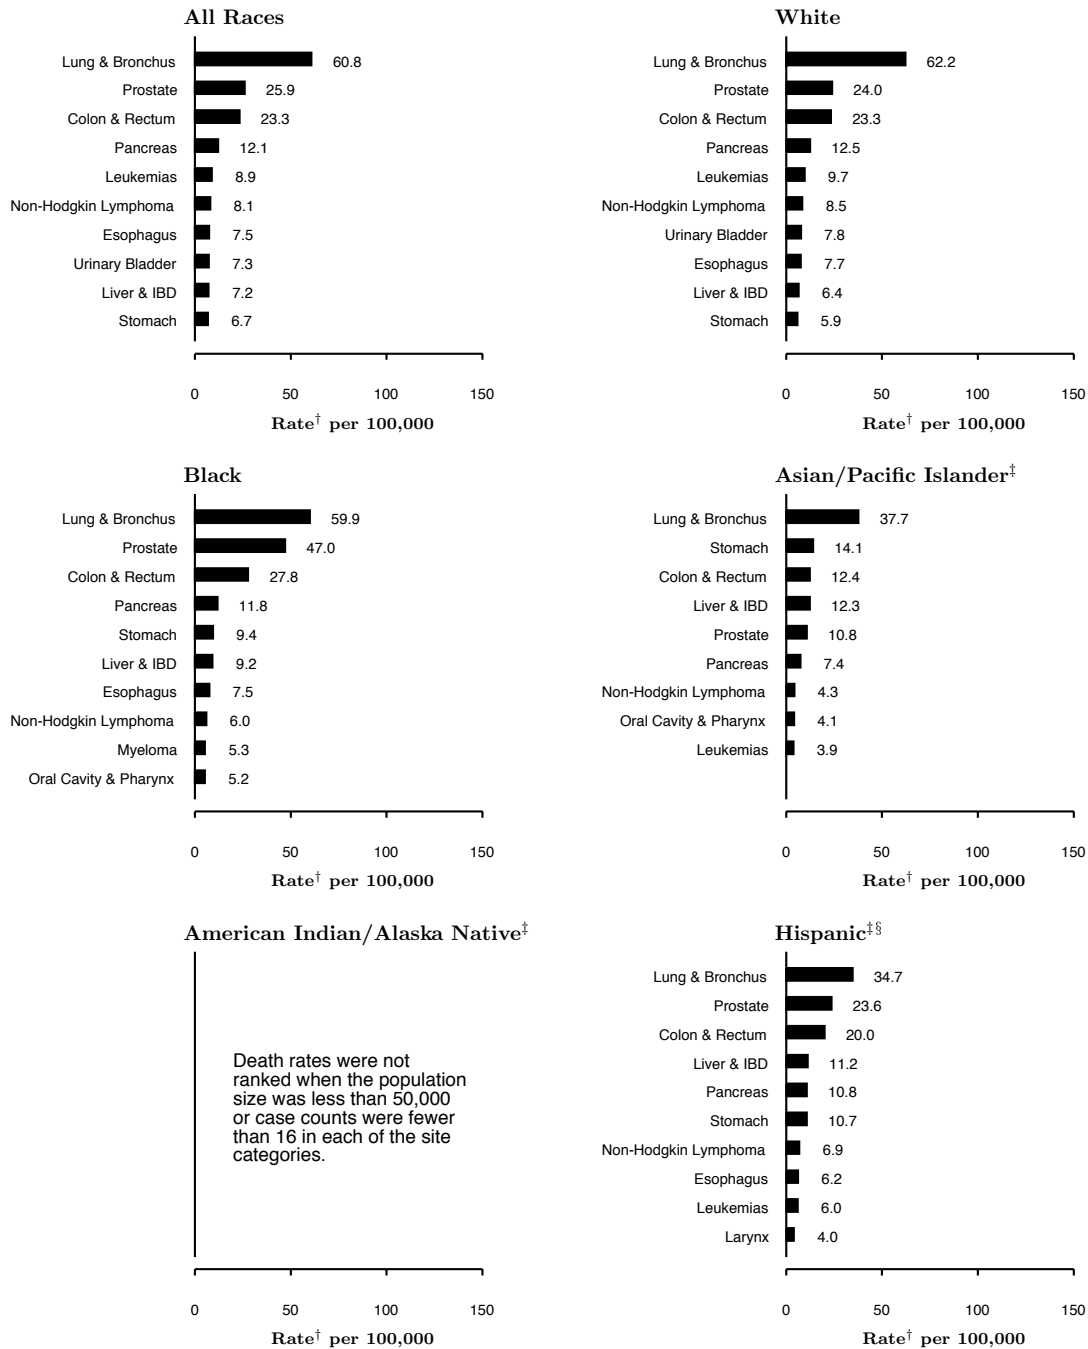 All Races
Lung & Bronchus 60.8
Prostate 25.9
Colon & Rectum 23.3
Pancreas 12.1
Leukemias 8.9
Non-Hodgkin Lymphoma 8.1
Esophagus 7.5
Urinary Bladder 7.3
Liver & IBD 7.2
Stomach 6.7
0 50 100 150
Rate† per 100,000
White
Lung & Bronchus 62.2
Prostate 24.0
Colon & Rectum 23.3
Pancreas 12.5
Leukemias 9.7
Non-Hodgkin Lymphoma 8.5
Urinary Bladder 7.8
Esophagus 7.7
Liver & IBD 6.4
Stomach 5.9
0 50 100 150
Rate† per 100,000
Black
Lung & Bronchus 59.9
Prostate 47.0
Colon & Rectum 27.8
Pancreas 11.8
Stomach 9.4
Liver & IBD 9.2
Esophagus 7.5
Non-Hodgkin Lymphoma 6.0
Myeloma 5.3
Oral Cavity & Pharynx 5.2
0 50 100 150
Rate† per 100,000
Asian/Pacific Islander‡
Lung & Bronchus 37.7
Stomach 14.1
Colon & Rectum 12.4
Liver & IBD 12.3
Prostate 10.8
Pancreas 7.4
Non-Hodgkin Lymphoma 4.3
Oral Cavity & Pharynx 4.1
Leukemias 3.9
0 50 100 150
Rate† per 100,000
American Indian/Alaska Native‡
Death rates were not
ranked when the population
size was less than 50,000
or case counts were fewer
than 16 in each of the site
categories.
0 50 100 150
Rate† per 100,000
Hispanic‡§
Lung & Bronchus 34.7
Prostate 23.6
Colon & Rectum 20.0
Liver & IBD 11.2
Pancreas 10.8
Stomach 10.7
Non-Hodgkin Lymphoma 6.9
Esophagus 6.2
Leukemias 6.0
Larynx 4.0
0 50 100 150
Rate† per 100,000